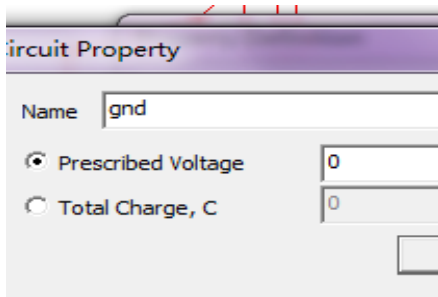 ircuit Property
Name gnd
Prescribed Voltage 0
Total Charge, C 0